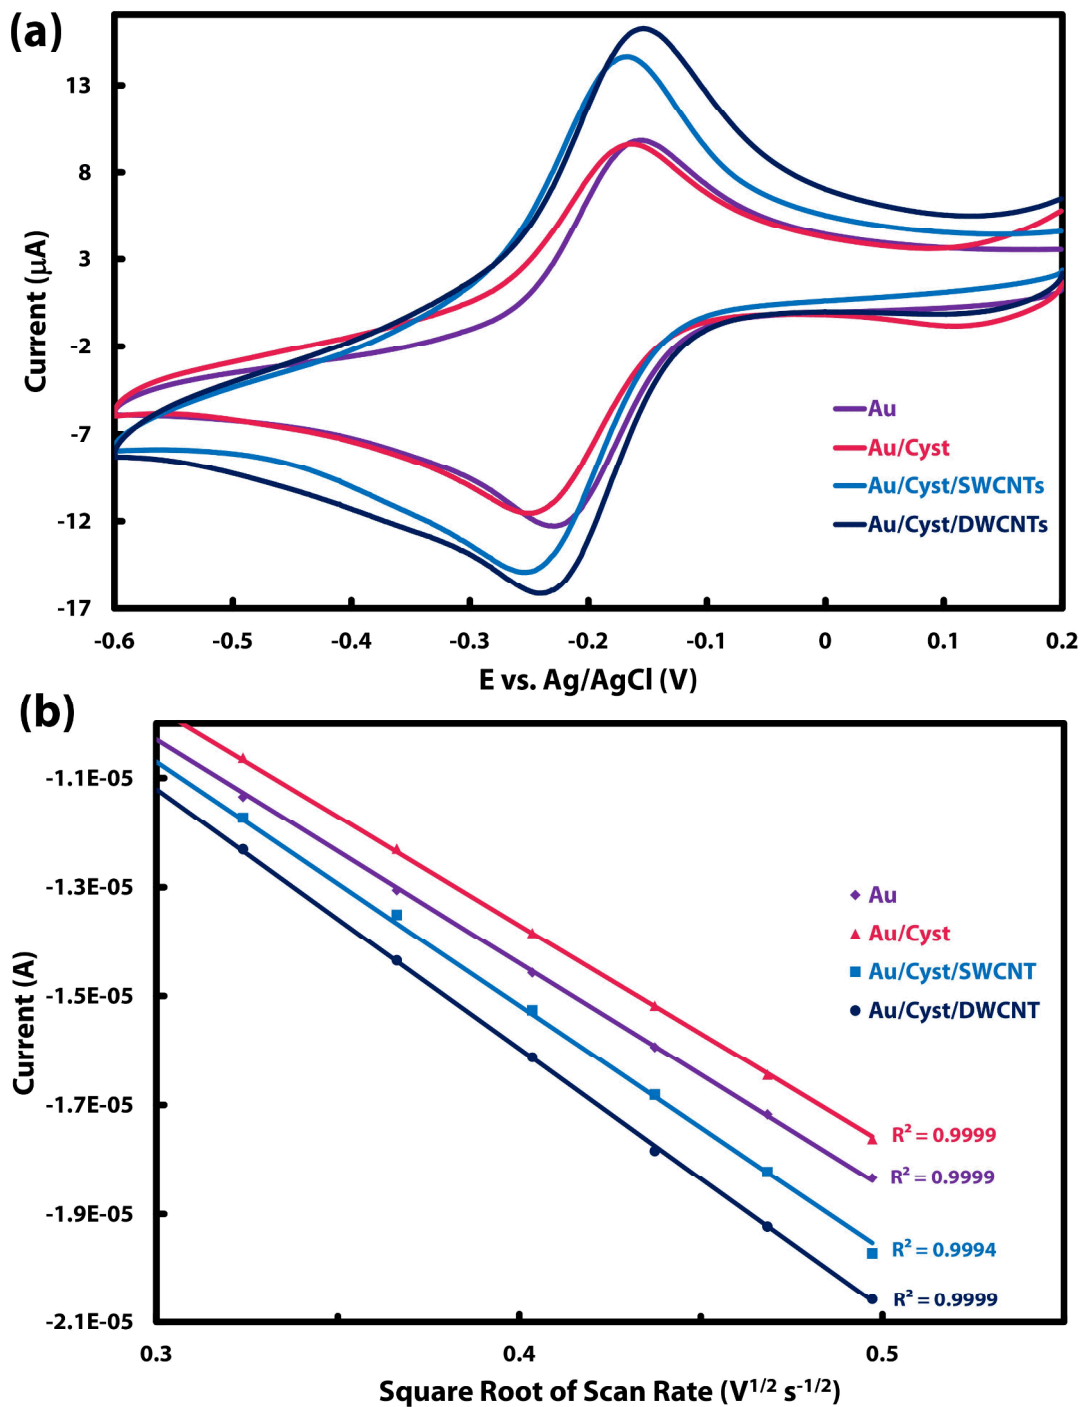 (a)
13
8
3
-2
-7
-12
-17
Current (μA)
Au
Au/Cyst
Au/Cyst/SWCNTs
Au/Cyst/DWCNTs
-0.6 -0.5 -0.4 -0.3 -0.2 -0.1 0 0.1 0.2
E vs. Ag/AgCl (V)
(b)
-1.1E-05
-1.3E-05
-1.5E-05
-1.7E-05
-1.9E-05
-2.1E-05
Current (A)
Au
Au/Cyst
Au/Cyst/SWCNT
Au/Cyst/DWCNT
R² = 0.9999
R² = 0.9999
R² = 0.9994
R² = 0.9999
0.3 0.4 0.5
Square Root of Scan Rate (V¹/² s⁻¹/²)